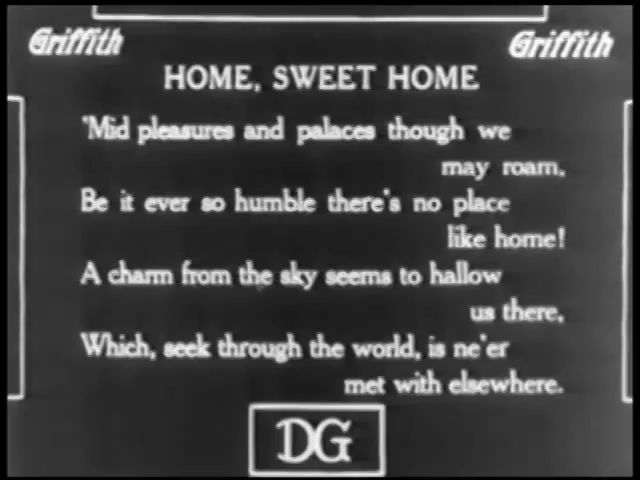 Griffith
Griffith
HOME, SWEET HOME
'Mid pleasures and palaces though we
may roam,
Be it ever so humble there's no place
like home!
A charm from the sky seems to hallow
us there,
Which, seek through the world, is ne'er
met with elsewhere.
DG